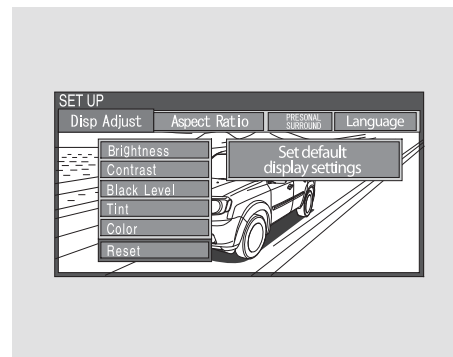 SET UP
Disp Adjust
Aspect Ratio
PRESONAL
SURROUND
Language
Brightness
Contrast
Black Level
Tint
Color
Reset
Set default
display settings